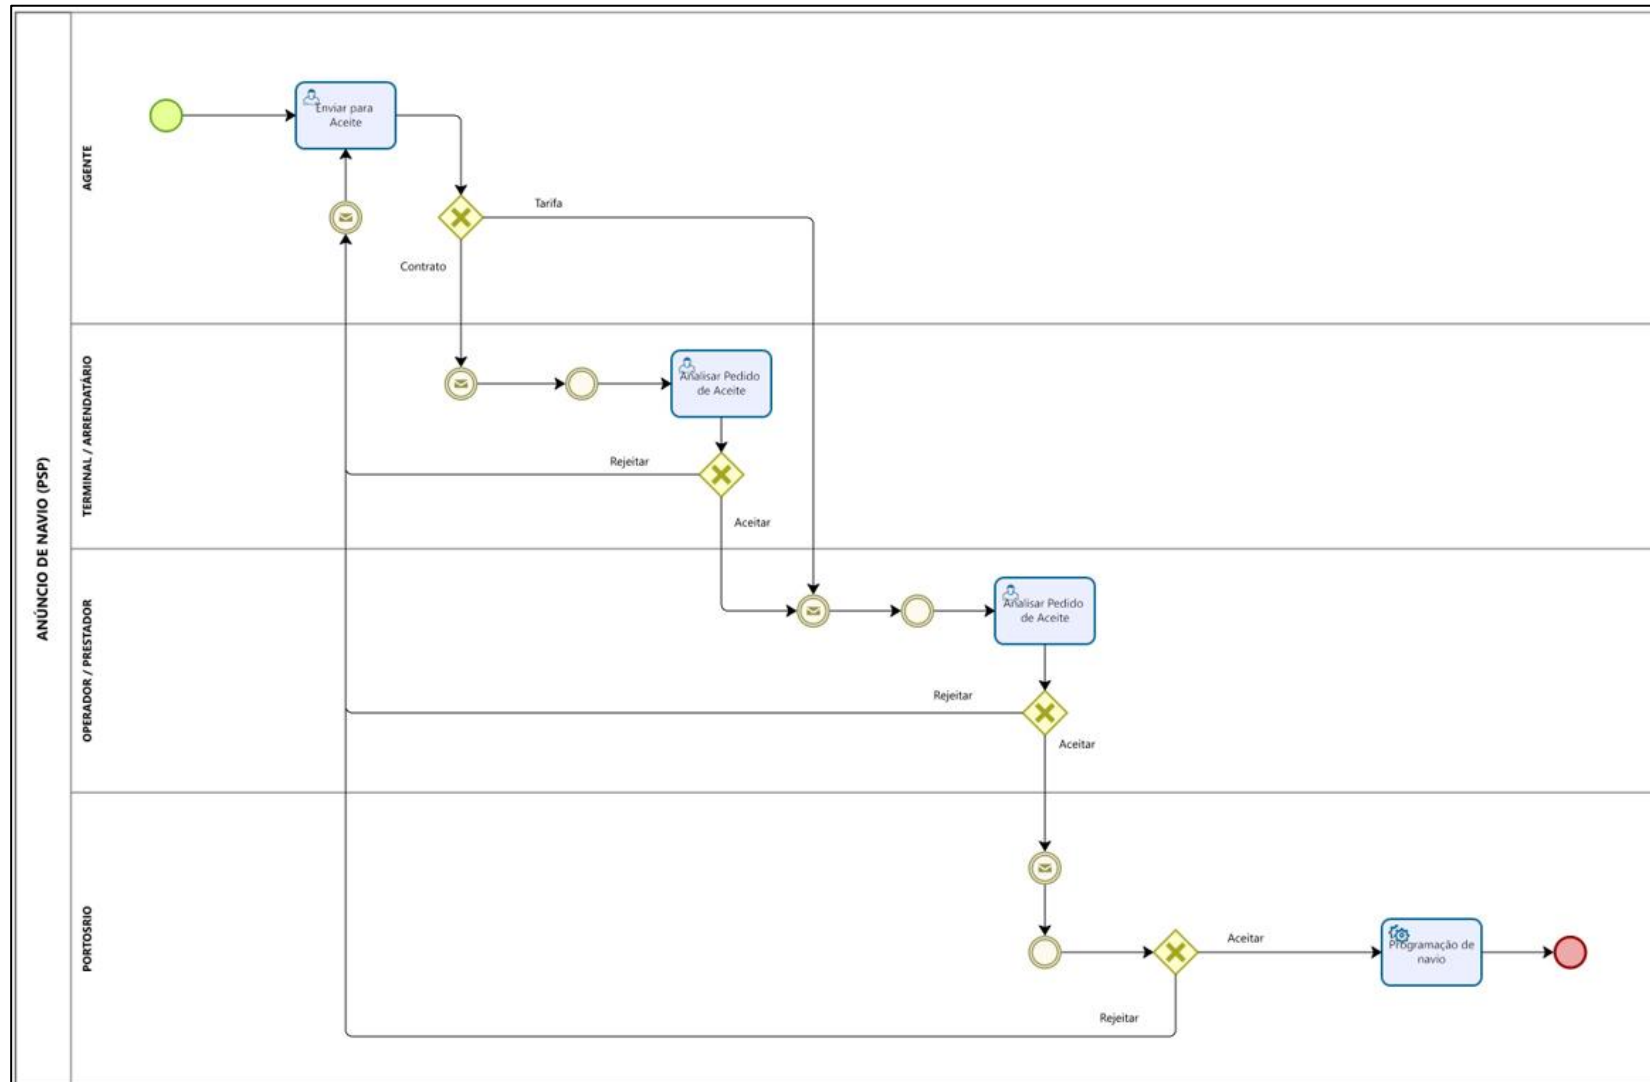 ANÚNCIO DE NAVIO (PSP)
AGENTE
Enviar para
Aceite
Tarifa
Contrato
TERMINAL / ARRENDATÁRIO
Analisar Pedido
de Aceite
Rejeitar
Aceitar
OPERADOR / PRESTADOR
Analisar Pedido
de Aceite
Rejeitar
Aceitar
PORTOSRIO
Aceitar
Programação de
navio
Rejeitar